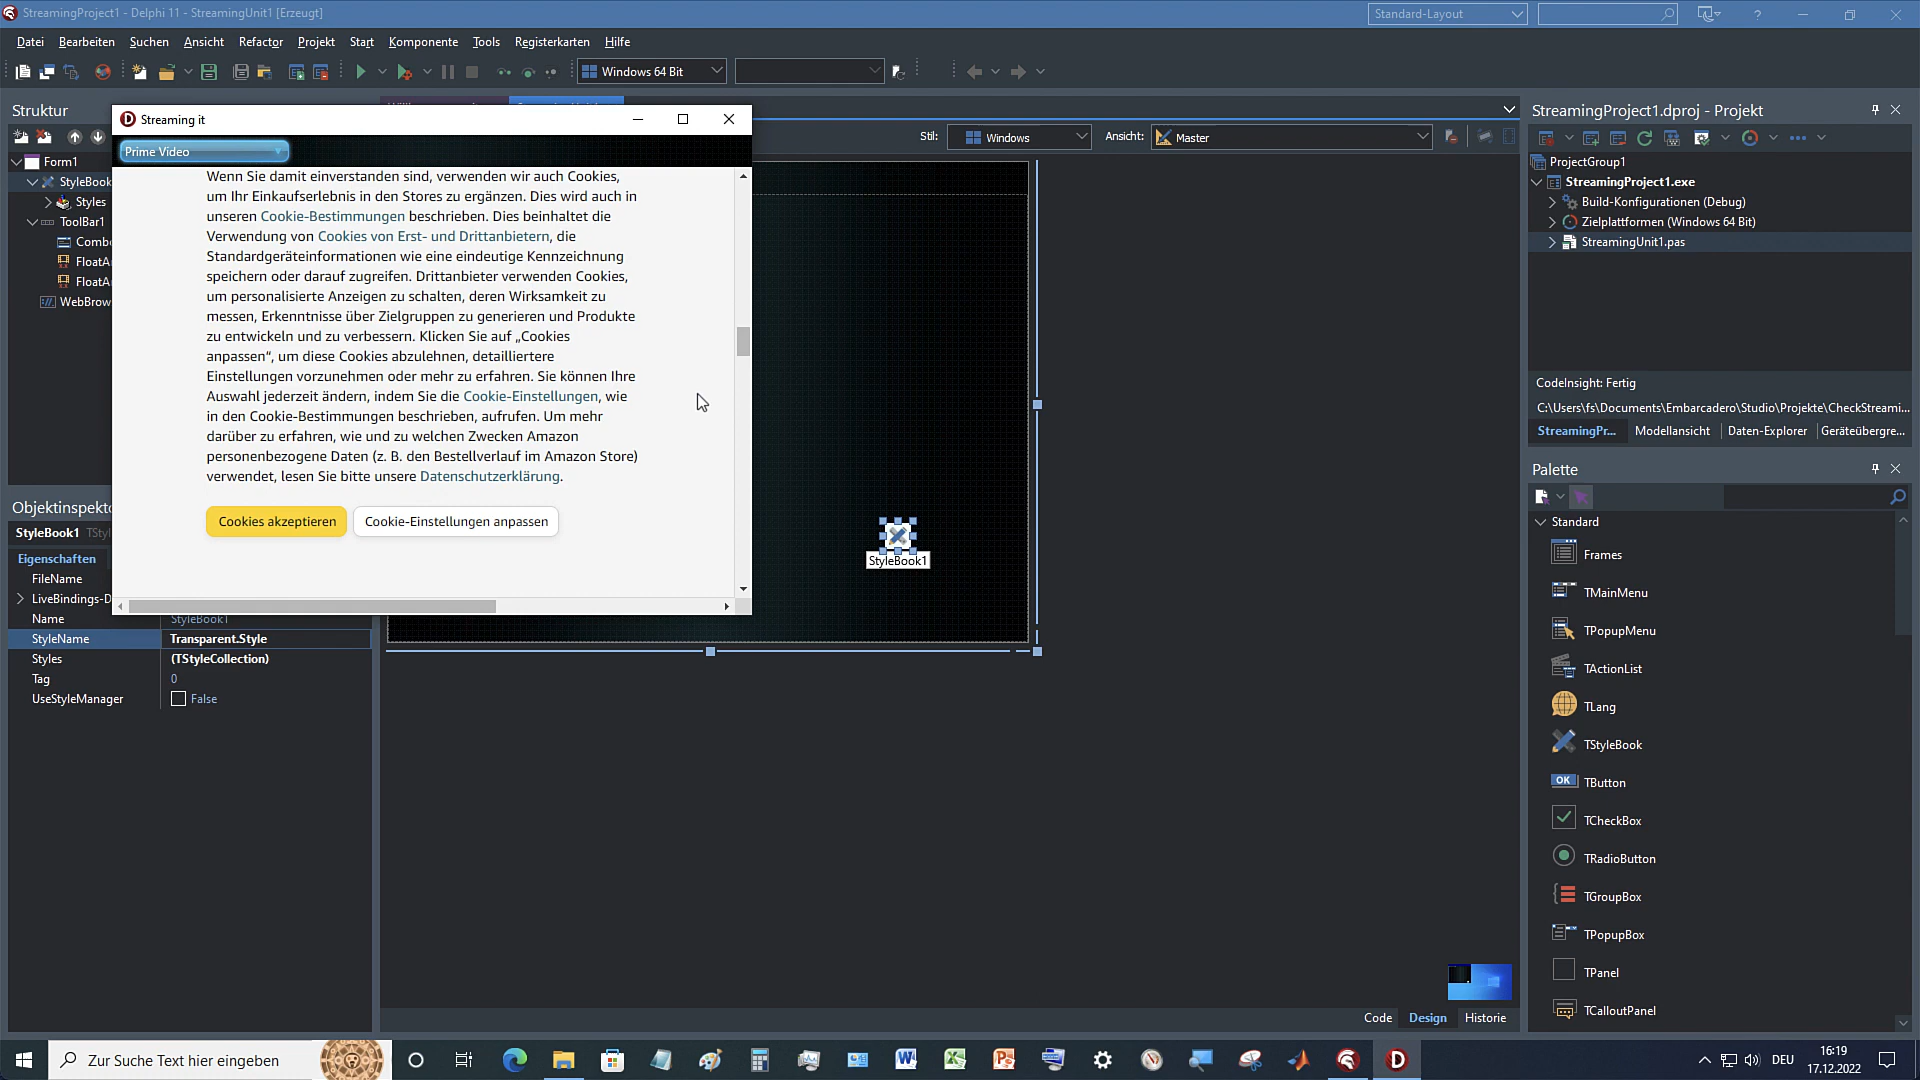 StreamingProject1 - Delphi 11 - StreamingUnit1 [Erzeugt]
Standard-Layout
?
Datei Bearbeiten Suchen Ansicht Refactor Projekt Start Komponente Tools Registerkarten Hilfe
Windows 64 Bit
Struktur
Form1
StyleBook
Styles
ToolBar1
Combo
FloatA
FloatA
WebBrow
Streaming it
Prime Video
Wenn Sie damit einverstanden sind, verwenden wir auch Cookies,
um Ihr Einkaufserlebnis in den Stores zu ergänzen. Dies wird auch in
unseren Cookie-Bestimmungen beschrieben. Dies beinhaltet die
Verwendung von Cookies von Erst- und Drittanbietern, die
Standardgeräteinformationen wie eine eindeutige Kennzeichnung
speichern oder darauf zugreifen. Drittanbieter verwenden Cookies,
um personalisierte Anzeigen zu schalten, deren Wirksamkeit zu
messen, Erkenntnisse über Zielgruppen zu generieren und Produkte
zu entwickeln und zu verbessern. Klicken Sie auf „Cookies
anpassen“, um diese Cookies abzulehnen, detailliertere
Einstellungen vorzunehmen oder mehr zu erfahren. Sie können Ihre
Auswahl jederzeit ändern, indem Sie die Cookie-Einstellungen, wie
in den Cookie-Bestimmungen beschrieben, aufrufen. Um mehr
darüber zu erfahren, wie und zu welchen Zwecken Amazon
personenbezogene Daten (z. B. den Bestellverlauf im Amazon Store)
verwendet, lesen Sie bitte unsere Datenschutzerklärung.
Cookies akzeptieren Cookie-Einstellungen anpassen
Stil: Windows Ansicht: Master
StyleBook1
Objektinspekto
StyleBook1 TSty
Eigenschaften
FileName
LiveBindings-D
Name StyleBook1
StyleName Transparent.Style
Styles (TStyleCollection)
Tag 0
UseStyleManager False
Code Design Historie
StreamingProject1.dproj - Projekt
ProjectGroup1
StreamingProject1.exe
Build-Konfigurationen (Debug)
Zielplattformen (Windows 64 Bit)
StreamingUnit1.pas
CodeInsight: Fertig
C:\Users\fs\Documents\Embarcadero\Studio\Projekte\CheckStreami...
StreamingPr... Modellansicht Daten-Explorer Geräteübergre...
Palette
Standard
Frames
TMainMenu
TPopupMenu
TActionList
TLang
TStyleBook
OK TButton
TCheckBox
TRadioButton
TGroupBox
TPopupBox
TPanel
TCalloutPanel
Zur Suche Text hier eingeben
DEU
16:19
17.12.2022